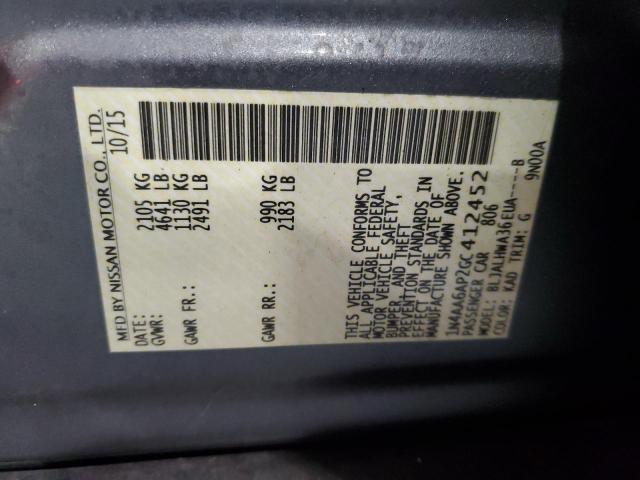 MFD BY NISSAN MOTOR CO., LTD.
DATE: 10/15
GVWR: 2105 KG
4641 LB
GAWR FR: 1130 KG
2491 LB
GAWR RR: 990 KG
2183 LB
THIS VEHICLE CONFORMS TO
ALL APPLICABLE FEDERAL
MOTOR VEHICLE SAFETY,
BUMPER, AND THEFT
PREVENTION STANDARDS IN
EFFECT ON THE DATE OF
MANUFACTURE SHOWN ABOVE.
1N4AA6AP2GC412452
PASSENGER CAR 806
MODEL: BLJALHWA36EUA-----B
COLOR: KAD TRIM: G 9N00A